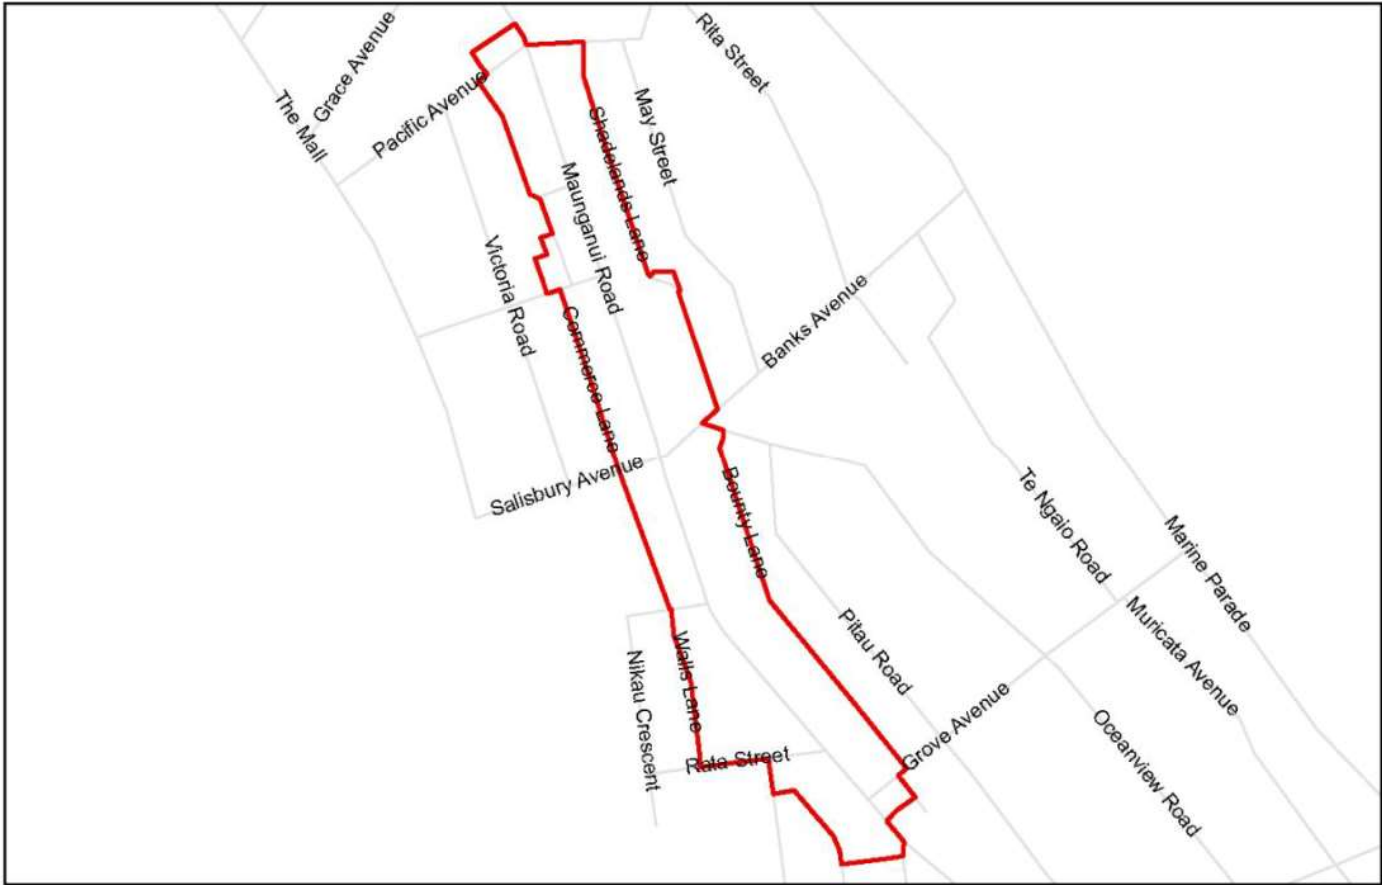 Rita Street
Grace Avenue
The Mall
Pacific Avenue
May Street
Shadelands Lane
Maunganui Road
Victoria Road
Banks Avenue
Commerce Lane
Salisbury Avenue
Bounty Lane
Te Ngaio Road
Marine Parade
Muricata Avenue
Pitau Road
Walls Lane
Nikau Crescent
Grove Avenue
Oceanview Road
Rata Street